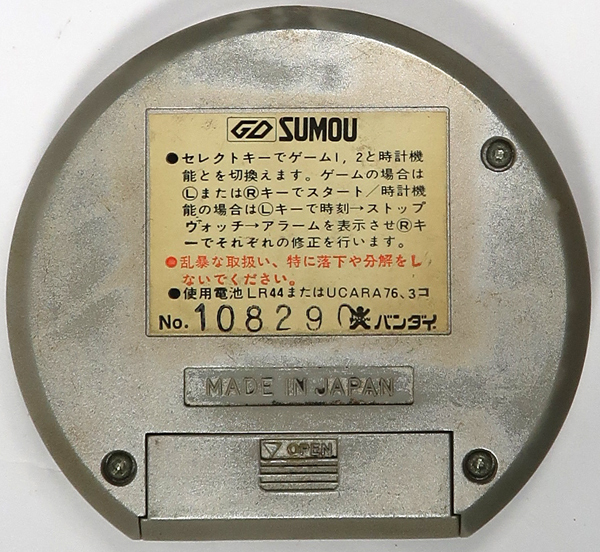 GD SUMOU
●セレクトキーでゲーム1,2と時計機
能とを切換えます。ゲームの場合は
ⓁまたはⓇキーでスタート/時計機
能の場合はⓁキーで時刻→ストップ
ウォッチ→アラームを表示させⓇキ
ーでそれぞれの修正を行います。
●乱暴な取扱い、特に落下や分解をし
ないでください。
●使用電池LR44またはUCARA76、3コ
No. 108290 バンダイ
MADE IN JAPAN
▽ OPEN